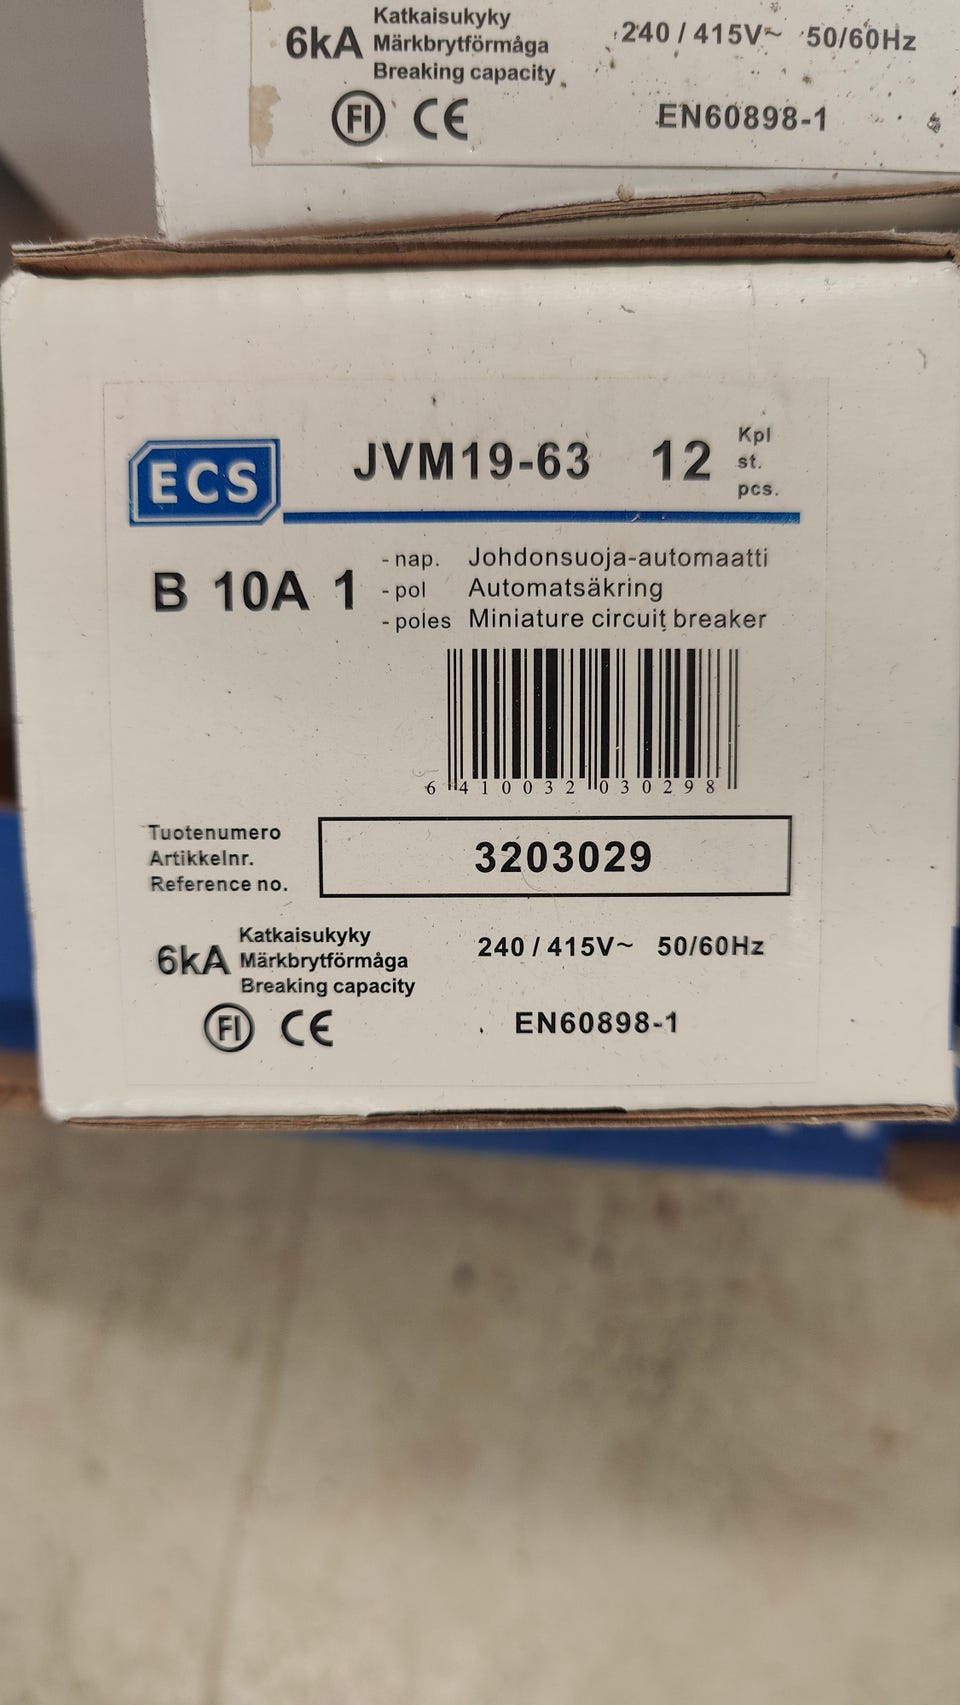 6kA Katkaisukyky
Märkbrytförmåga
Breaking capacity
240 / 415V~ 50/60Hz
FI CE
EN60898-1
ECS
JVM19-63 12 Kpl
st.
pcs.
B 10A 1 - nap. Johdonsuoja-automaatti
- pol Automatsäkring
- poles Miniature circuit breaker
6 410032 030298
Tuotenumero
Artikkelnr.
Reference no.
3203029
6kA Katkaisukyky
Märkbrytförmåga
Breaking capacity
240 / 415V~ 50/60Hz
FI CE
EN60898-1